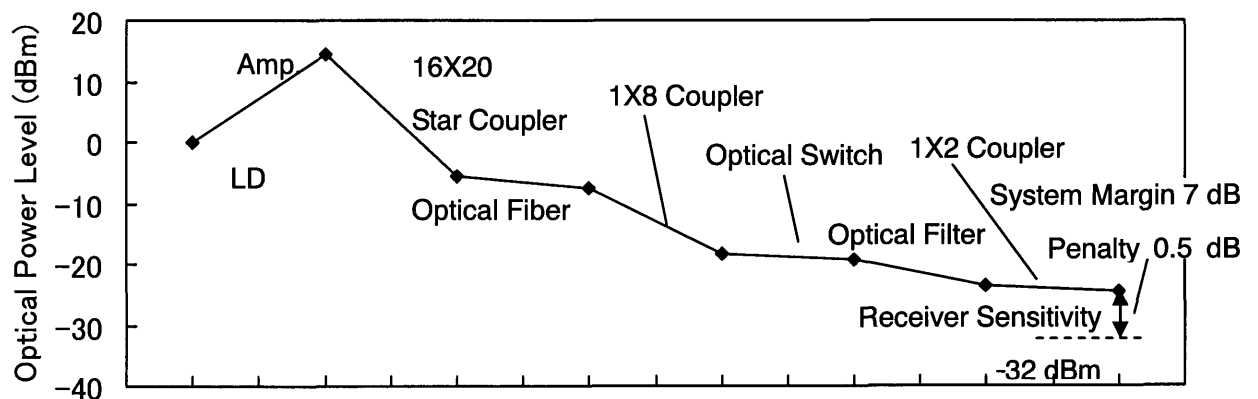 Optical Power Level (dBm)
20
10
0
−10
−20
−30
−40
Amp.
LD
16X20
Star Coupler
Optical Fiber
1X8 Coupler
Optical Switch
Optical Filter
1X2 Coupler
System Margin 7 dB
Penalty 0.5 dB
Receiver Sensitivity
-32 dBm